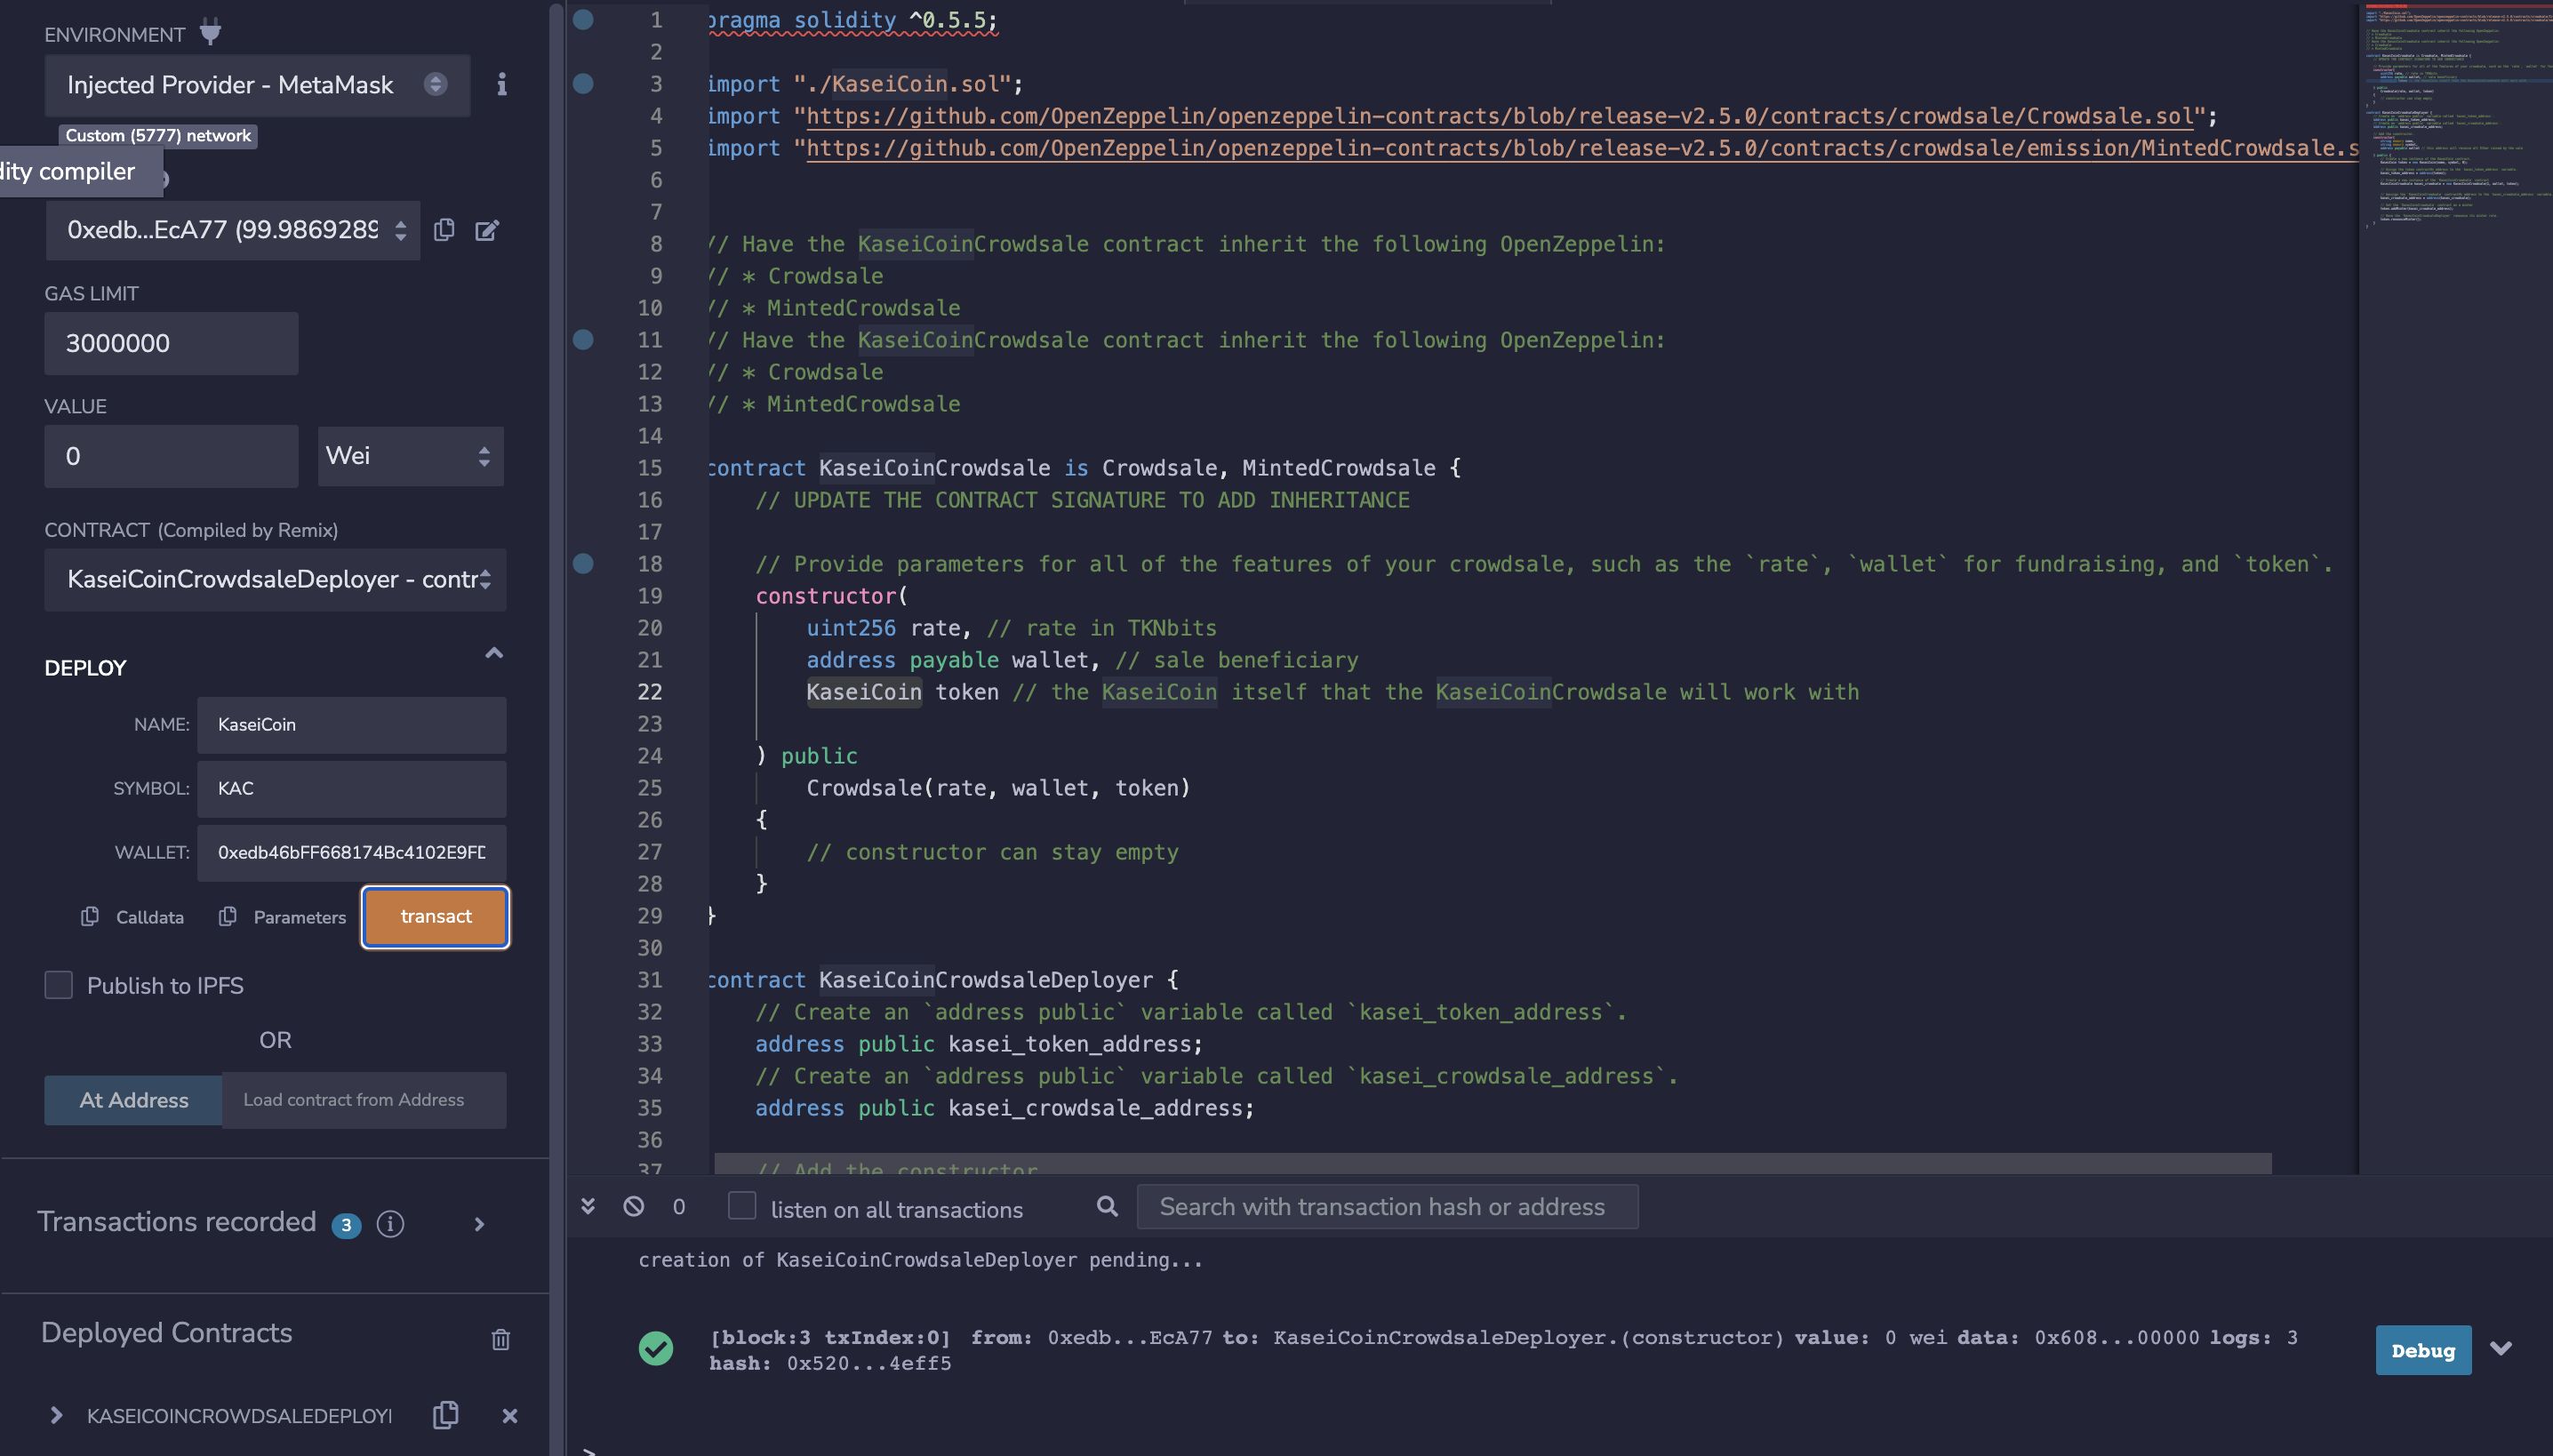 ENVIRONMENT
Injected Provider - MetaMask
Custom (5777) network
dity compiler
0xedb...EcA77 (99.9869289
GAS LIMIT
3000000
VALUE
0
Wei
CONTRACT (Compiled by Remix)
KaseiCoinCrowdsaleDeployer - contr
DEPLOY
NAME: KaseiCoin
SYMBOL: KAC
WALLET: 0xedb46bFF668174Bc4102E9FD
Calldata Parameters transact
Publish to IPFS
OR
At Address Load contract from Address
Transactions recorded 3 i
Deployed Contracts
KASEICOINCROWDSALEDEPLOY
1 pragma solidity ^0.5.5;
2
3 import "./KaseiCoin.sol";
4 import "https://github.com/OpenZeppelin/openzeppelin-contracts/blob/release-v2.5.0/contracts/crowdsale/Crowdsale.sol";
5 import "https://github.com/OpenZeppelin/openzeppelin-contracts/blob/release-v2.5.0/contracts/crowdsale/emission/MintedCrowdsale.s
6
7
8 // Have the KaseiCoinCrowdsale contract inherit the following OpenZeppelin:
9 // * Crowdsale
10 // * MintedCrowdsale
11 // Have the KaseiCoinCrowdsale contract inherit the following OpenZeppelin:
12 // * Crowdsale
13 // * MintedCrowdsale
14
15 contract KaseiCoinCrowdsale is Crowdsale, MintedCrowdsale {
16 // UPDATE THE CONTRACT SIGNATURE TO ADD INHERITANCE
17
18 // Provide parameters for all of the features of your crowdsale, such as the `rate`, `wallet` for fundraising, and `token`.
19 constructor(
20 uint256 rate, // rate in TKNbits
21 address payable wallet, // sale beneficiary
22 KaseiCoin token // the KaseiCoin itself that the KaseiCoinCrowdsale will work with
23
24 ) public
25 Crowdsale(rate, wallet, token)
26 {
27 // constructor can stay empty
28 }
29 }
30
31 contract KaseiCoinCrowdsaleDeployer {
32 // Create an `address public` variable called `kasei_token_address`.
33 address public kasei_token_address;
34 // Create an `address public` variable called `kasei_crowdsale_address`.
35 address public kasei_crowdsale_address;
36
37 // Add the constructor
0 listen on all transactions Search with transaction hash or address
creation of KaseiCoinCrowdsaleDeployer pending...
[block:3 txIndex:0] from: 0xedb...EcA77 to: KaseiCoinCrowdsaleDeployer.(constructor) value: 0 wei data: 0x608...00000 logs: 3
hash: 0x520...4eff5
Debug
>